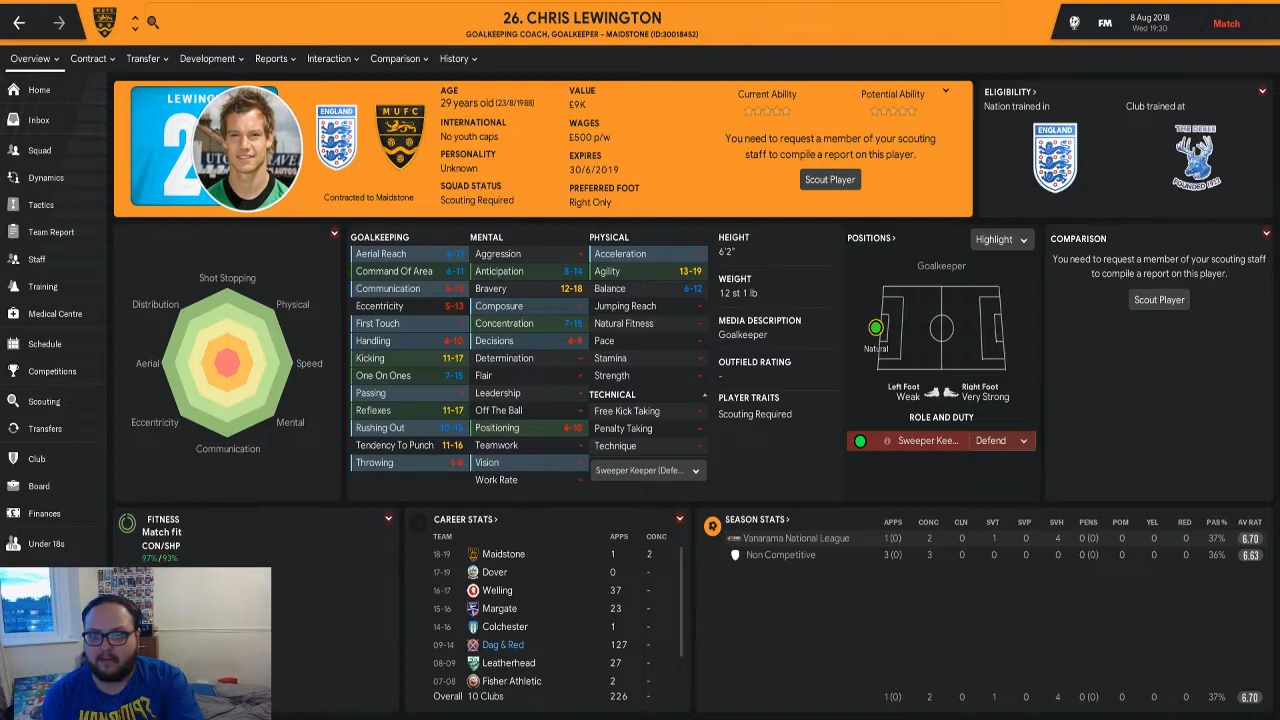 26. CHRIS LEWINGTON
GOALKEEPING COACH, GOALKEEPER - MAIDSTONE (ID:30018452)
FM
8 Aug 2018
Wed 19:30
Match
Overview
Contract
Transfer
Development
Reports
Interaction
Comparison
History
Home
Inbox
Squad
Dynamics
Tactics
Team Report
Staff
Training
Medical Centre
Schedule
Competitions
Scouting
Transfers
Club
Board
Finances
Under 18s
LEWING
2
MUFC
Contracted to Maidstone
AGE
29 years old (23/8/1988)
INTERNATIONAL
No youth caps
PERSONALITY
Unknown
SQUAD STATUS
Scouting Required
VALUE
£9K
WAGES
£500 p/w
EXPIRES
30/6/2019
PREFERRED FOOT
Right Only
Current Ability
Potential Ability
You need to request a member of your scouting
staff to compile a report on this player.
Scout Player
ELIGIBILITY
Nation trained in
Club trained at
ENGLAND
ENGLAND
Shot Stopping
Physical
Speed
Mental
Communication
Eccentricity
Aerial
Distribution
GOALKEEPING
Aerial Reach 6-11
Command Of Area 6-11
Communication 5-13
Eccentricity 5-13
First Touch -
Handling 4-10
Kicking 11-17
One On Ones 7-15
Passing -
Reflexes 11-17
Rushing Out 10-15
Tendency To Punch 11-16
Throwing
MENTAL
Aggression -
Anticipation 8-14
Bravery 12-18
Composure -
Concentration 7-15
Decisions 4-9
Determination -
Flair -
Leadership -
Off The Ball -
Positioning 4-10
Teamwork -
Vision -
Work Rate -
PHYSICAL
Acceleration -
Agility 13-19
Balance 6-12
Jumping Reach -
Natural Fitness -
Pace -
Stamina -
Strength -
TECHNICAL
Free Kick Taking -
Penalty Taking -
Technique -
Sweeper Keeper (Defe...
HEIGHT
6'2"
WEIGHT
12 st 1 lb
MEDIA DESCRIPTION
Goalkeeper
OUTFIELD RATING
-
PLAYER TRAITS
Scouting Required
POSITIONS
Highlight
Goalkeeper
Natural
Left Foot
Weak
Right Foot
Very Strong
ROLE AND DUTY
Sweeper Kee... Defend
COMPARISON
You need to request a member of your scouting staff
to compile a report on this player.
Scout Player
FITNESS
Match fit
CON/SHP
97% / 93%
CAREER STATS
TEAM APPS CONC
18-19 Maidstone 1 2
17-19 Dover 0 -
16-17 Welling 37 -
15-16 Margate 23 -
14-16 Colchester 1 -
09-14 Dag & Red 127 -
08-09 Leatherhead 27 -
07-08 Fisher Athletic 2 -
Overall 10 Clubs 226 -
SEASON STATS
APPS CONC CLN SVT SVP SVH PENS POM YEL RED PAS% AV RAT
Vanarama National League 1 (0) 2 0 1 0 4 0 (0) 0 0 0 37% 6.70
Non Competitive 3 (0) 3 0 0 0 0 0 (0) 0 0 0 36% 6.63
1 (0) 2 0 1 0 4 0 (0) 0 0 0 37% 6.70